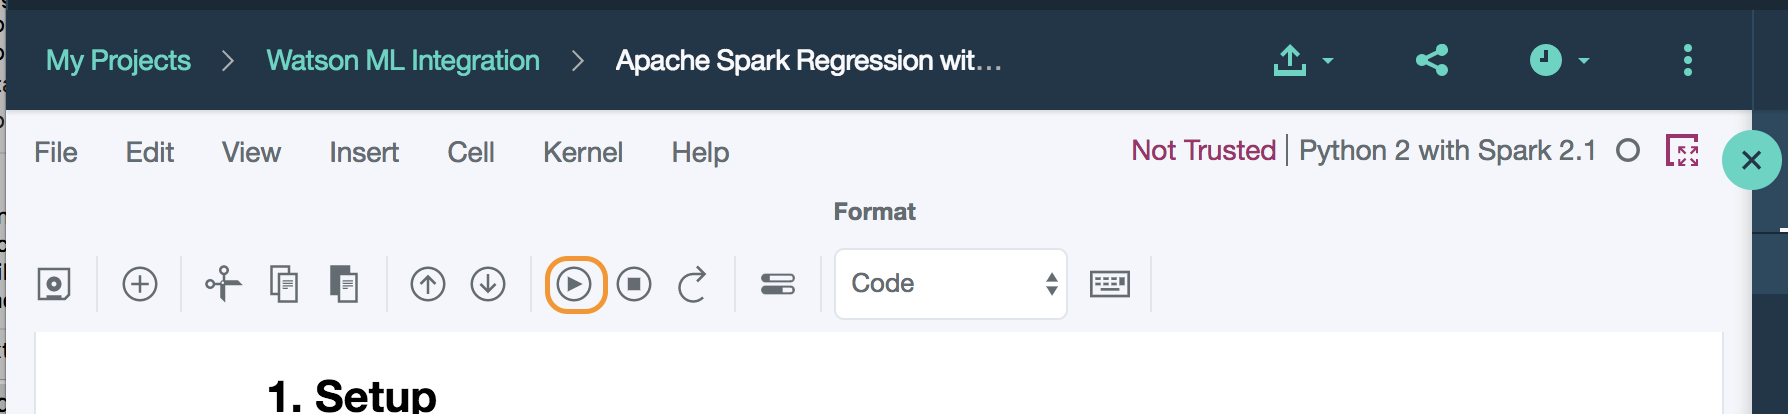 My Projects > Watson ML Integration > Apache Spark Regression wit...
File Edit View Insert Cell Kernel Help Not Trusted | Python 2 with Spark 2.1
Format
Code
1. Setup